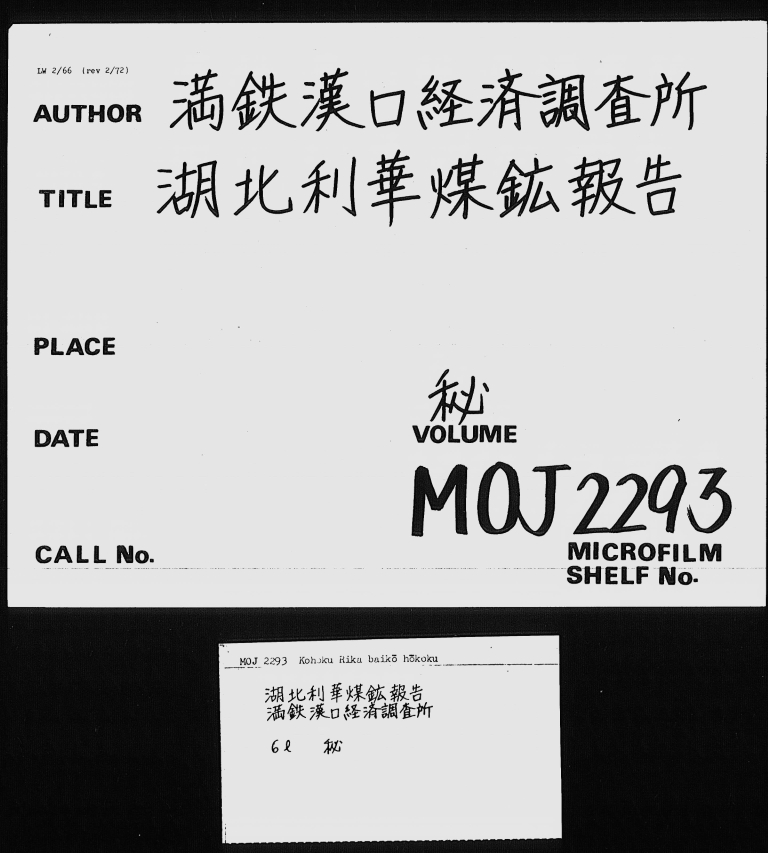 LW 2/66 (rev 2/72)
AUTHOR 満鉄漢口経済調査所
TITLE 湖北利華煤鉱報告
PLACE
秘
DATE
VOLUME
MOJ 2293
CALL No.
MICROFILM
SHELF No.
MOJ 2293 Kohoku Rika baikō hōkoku
湖北利華煤鉱報告
満鉄漢口経済調査所
6ℓ 秘